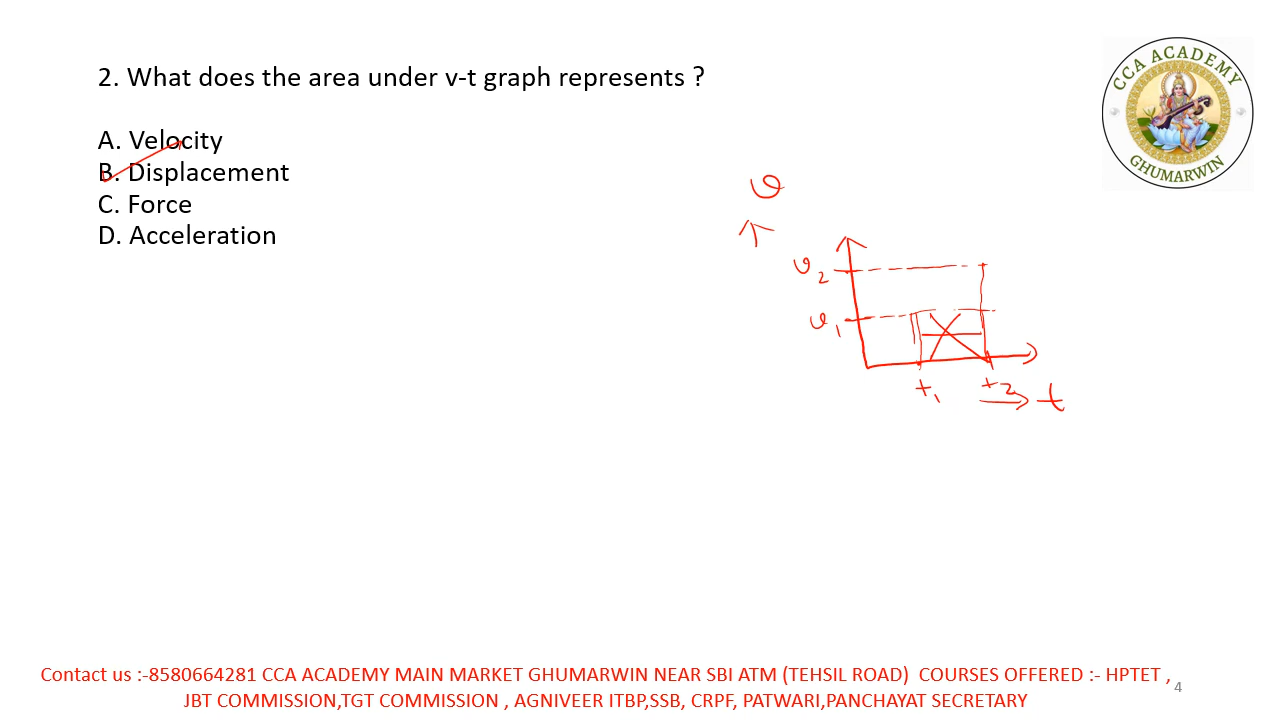 2. What does the area under v-t graph represents ?
A. Velocity
B. Displacement
C. Force
D. Acceleration
CCA ACADEMY
GHUMARWIN
v
v2
v1
t1
t2
t
Contact us :-8580664281 CCA ACADEMY MAIN MARKET GHUMARWIN NEAR SBI ATM (TEHSIL ROAD) COURSES OFFERED :- HPTET ,
JBT COMMISSION,TGT COMMISSION , AGNIVEER ITBP,SSB, CRPF, PATWARI,PANCHAYAT SECRETARY
4